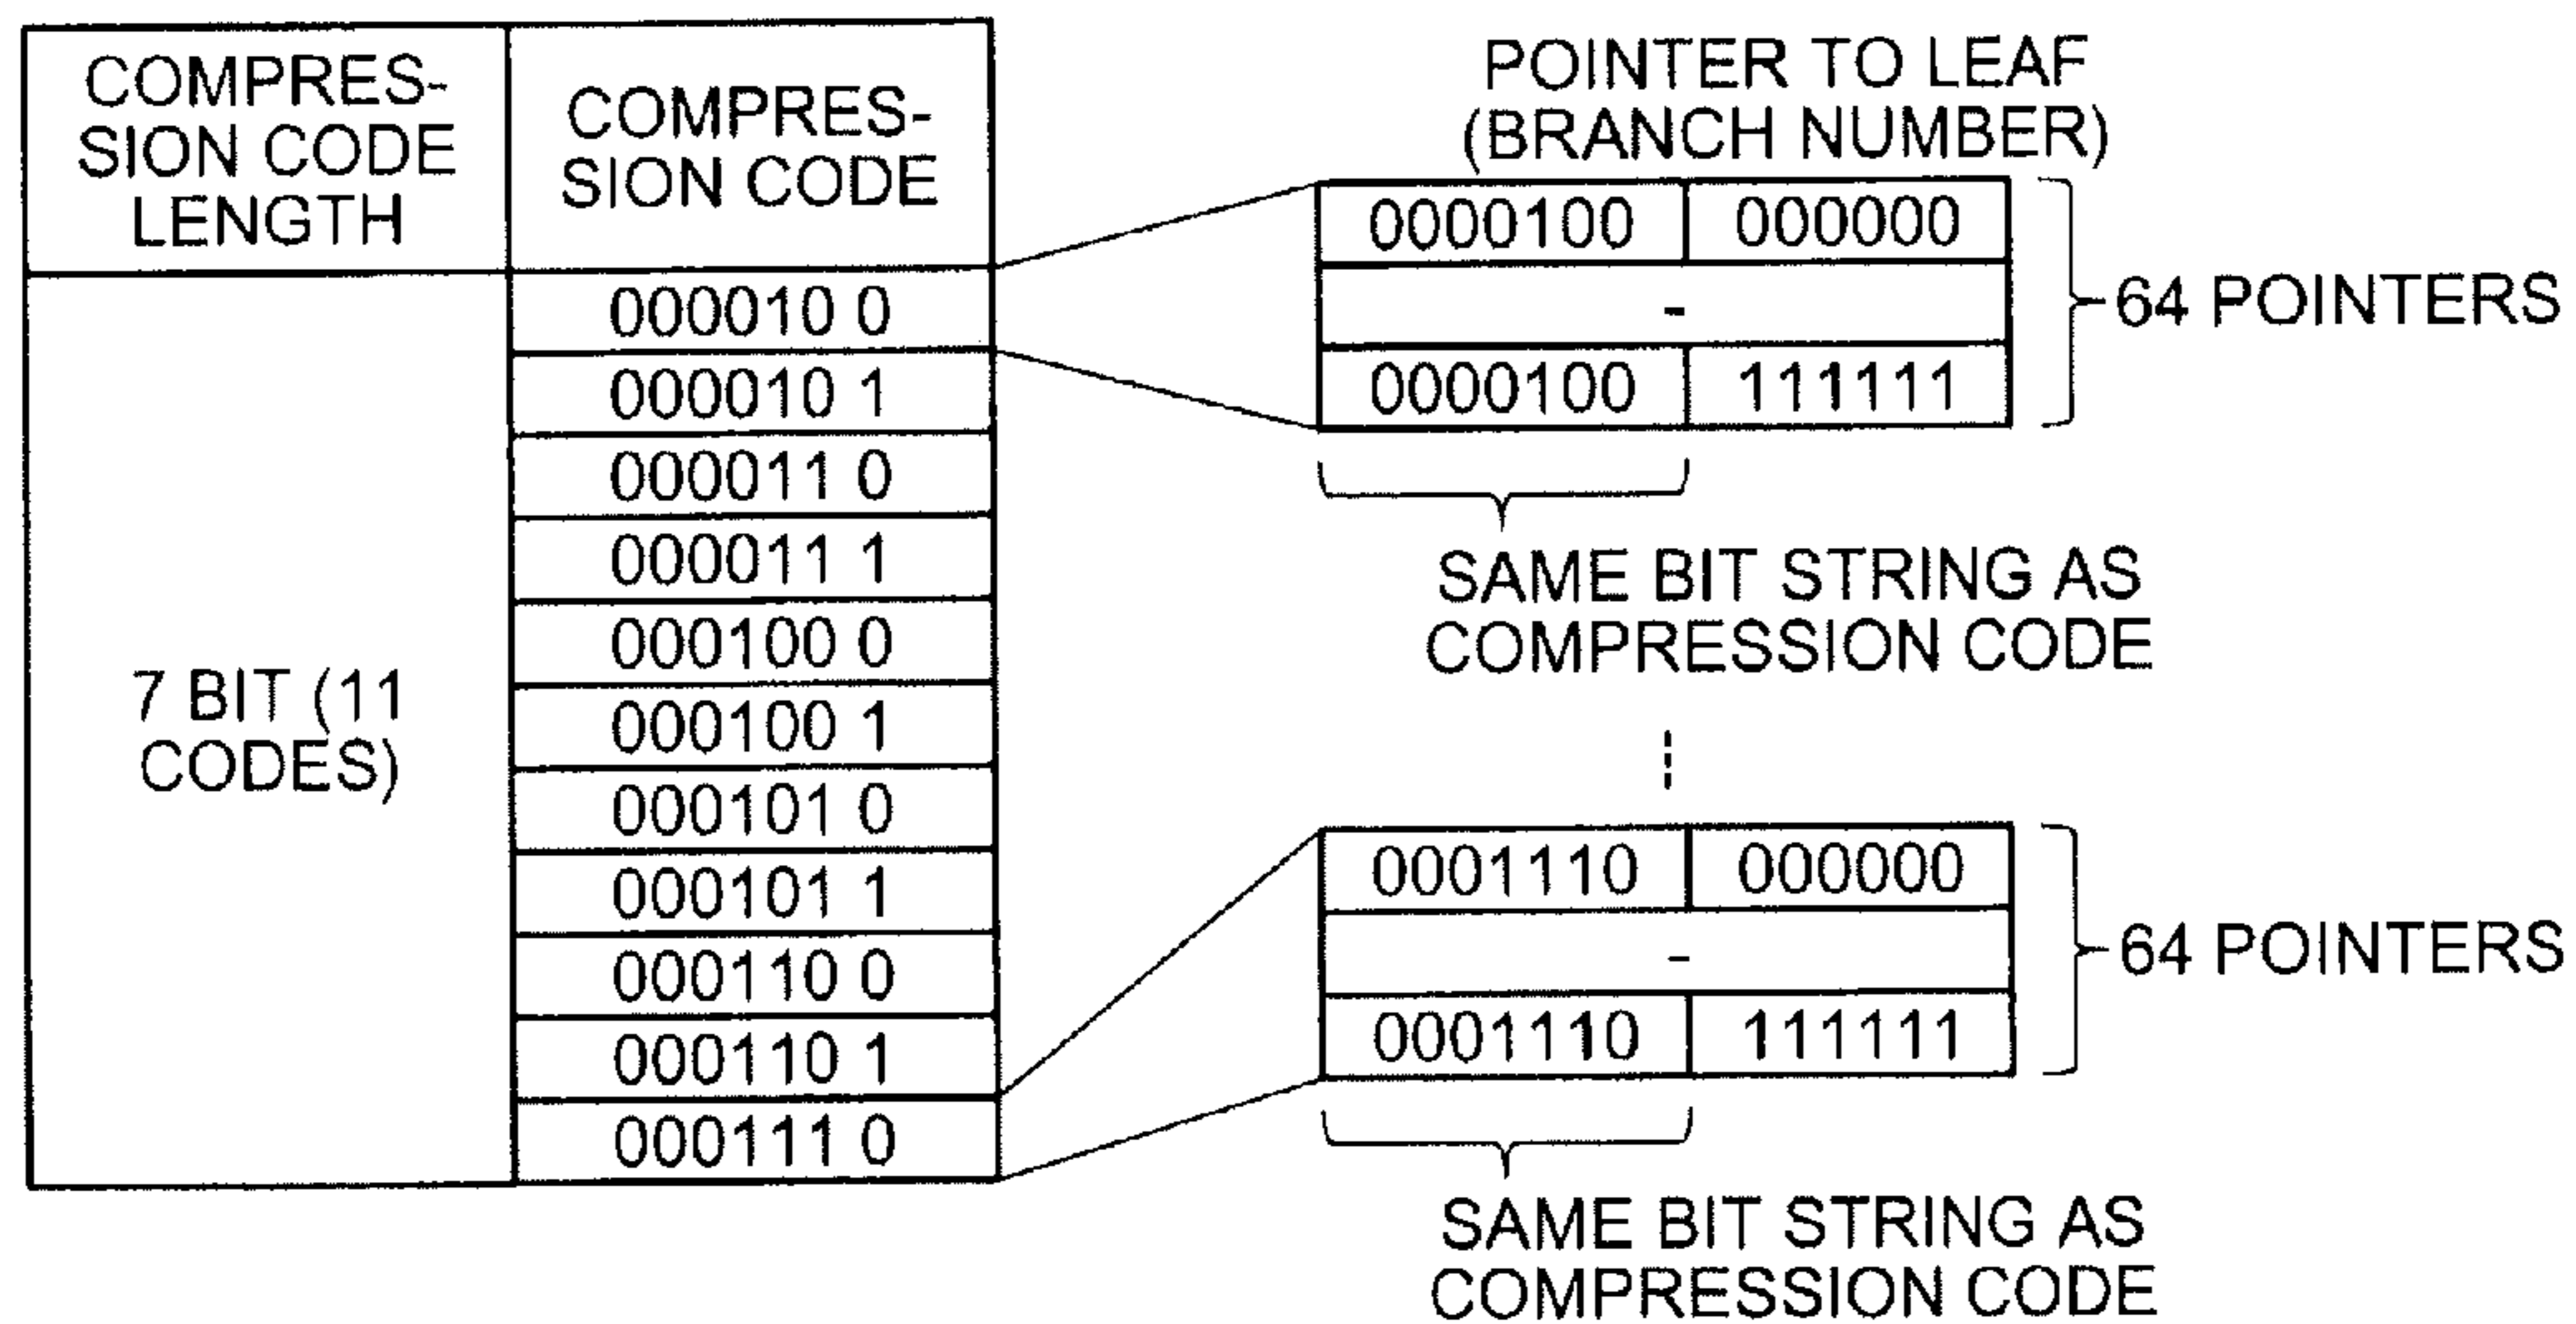 COMPRES-
SION CODE
LENGTH
COMPRES-
SION CODE
7 BIT (11
CODES)
000010 0
000010 1
000011 0
000011 1
000100 0
000100 1
000101 0
000101 1
000110 0
000110 1
000111 0
POINTER TO LEAF
(BRANCH NUMBER)
0000100 000000
-
0000100 111111
64 POINTERS
SAME BIT STRING AS
COMPRESSION CODE
0001110 000000
-
0001110 111111
64 POINTERS
SAME BIT STRING AS
COMPRESSION CODE